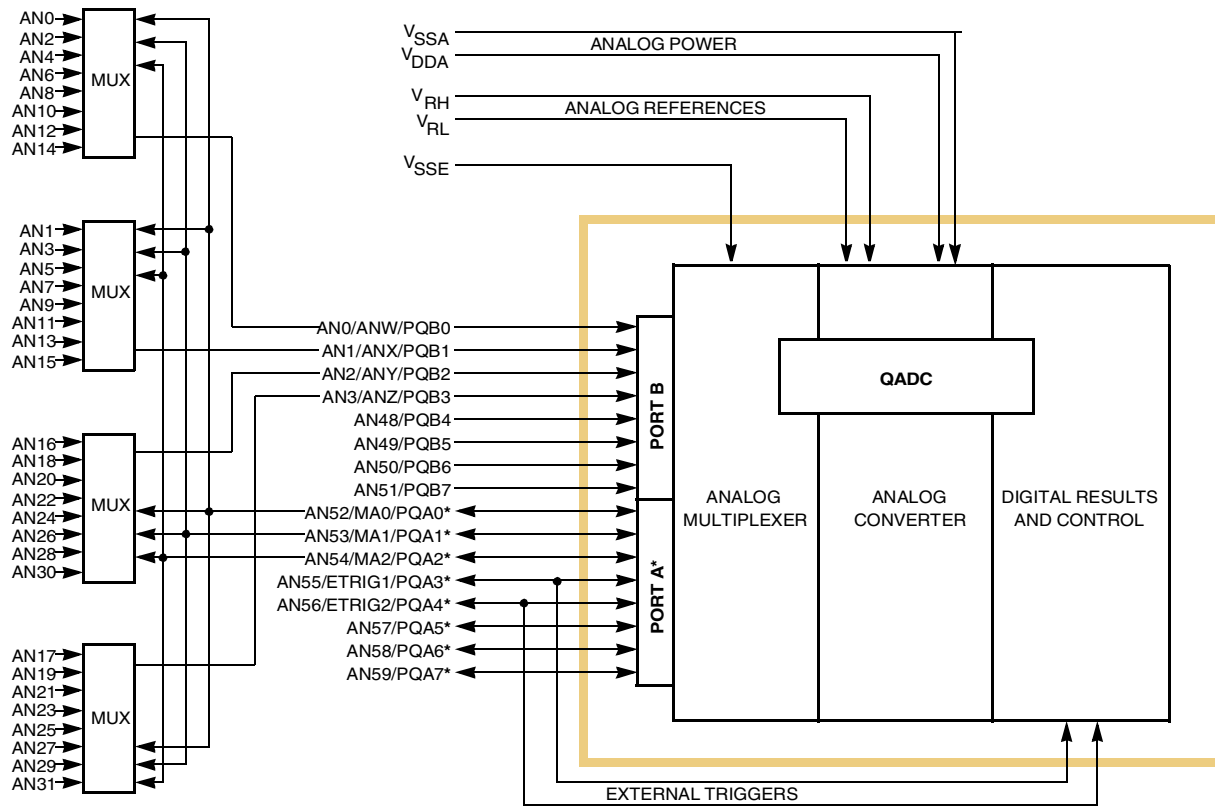 AN0
AN2
AN4
AN6
AN8
AN10
AN12
AN14
MUX
AN1
AN3
AN5
AN7
AN9
AN11
AN13
AN15
MUX
AN16
AN18
AN20
AN22
AN24
AN26
AN28
AN30
MUX
AN17
AN19
AN21
AN23
AN25
AN27
AN29
AN31
MUX
VSSA
VDDA
ANALOG POWER
VRH
VRL
ANALOG REFERENCES
VSSE
AN0/ANW/PQB0
AN1/ANX/PQB1
AN2/ANY/PQB2
AN3/ANZ/PQB3
AN48/PQB4
AN49/PQB5
AN50/PQB6
AN51/PQB7
AN52/MA0/PQA0*
AN53/MA1/PQA1*
AN54/MA2/PQA2*
AN55/ETRIG1/PQA3*
AN56/ETRIG2/PQA4*
AN57/PQA5*
AN58/PQA6*
AN59/PQA7*
PORT B
PORT A*
QADC
ANALOG
MULTIPLEXER
ANALOG
CONVERTER
DIGITAL RESULTS
AND CONTROL
EXTERNAL TRIGGERS